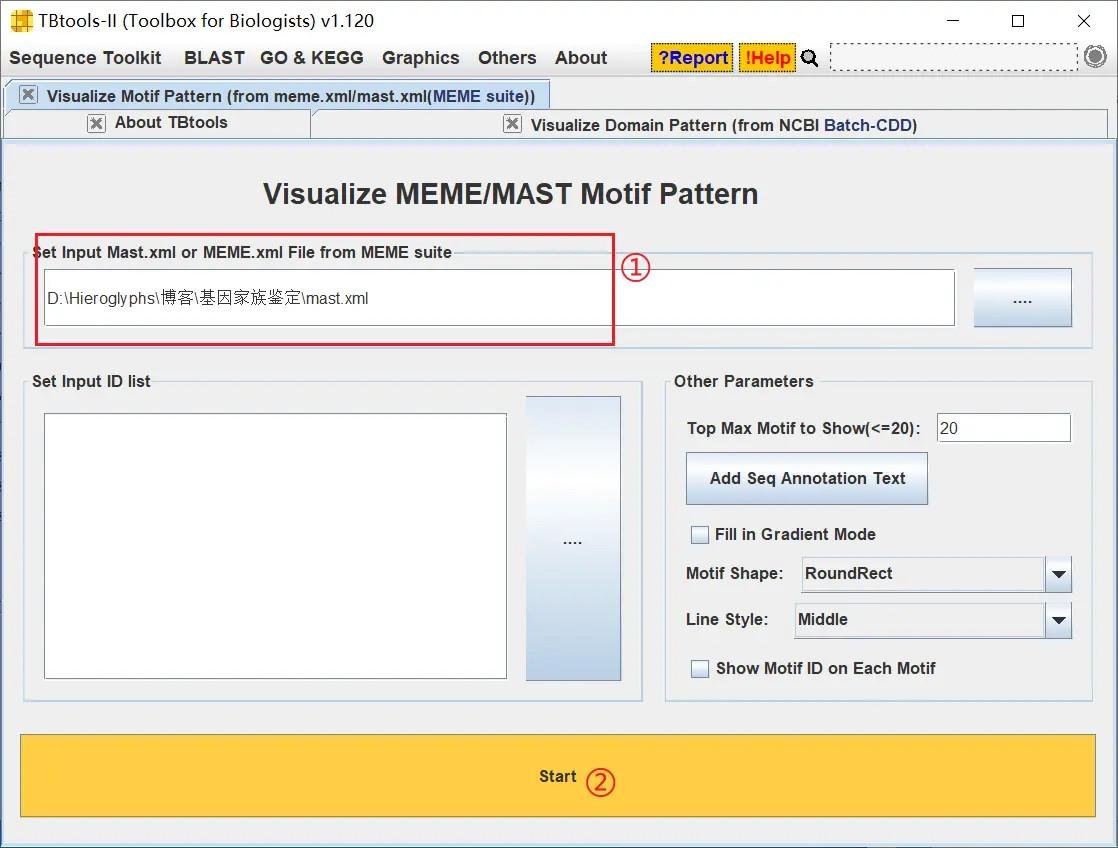 TBtools-II (Toolbox for Biologists) v1.120
Sequence Toolkit BLAST GO & KEGG Graphics Others About ?Report !Help
Visualize Motif Pattern (from meme.xml/mast.xml(MEME suite))
About TBtools
Visualize Domain Pattern (from NCBI Batch-CDD)
Visualize MEME/MAST Motif Pattern
Set Input Mast.xml or MEME.xml File from MEME suite
①
D:\Hieroglyphs\博客\基因家族鉴定\mast.xml
....
Set Input ID list
....
Other Parameters
Top Max Motif to Show(<=20): 20
Add Seq Annotation Text
Fill in Gradient Mode
Motif Shape: RoundRect
Line Style: Middle
Show Motif ID on Each Motif
Start ②